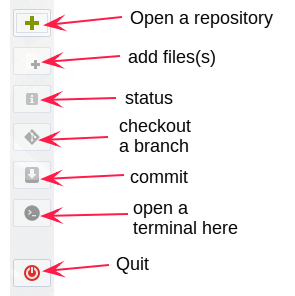 Open a repository
add files(s)
status
checkout
a branch
commit
open a
terminal here
Quit